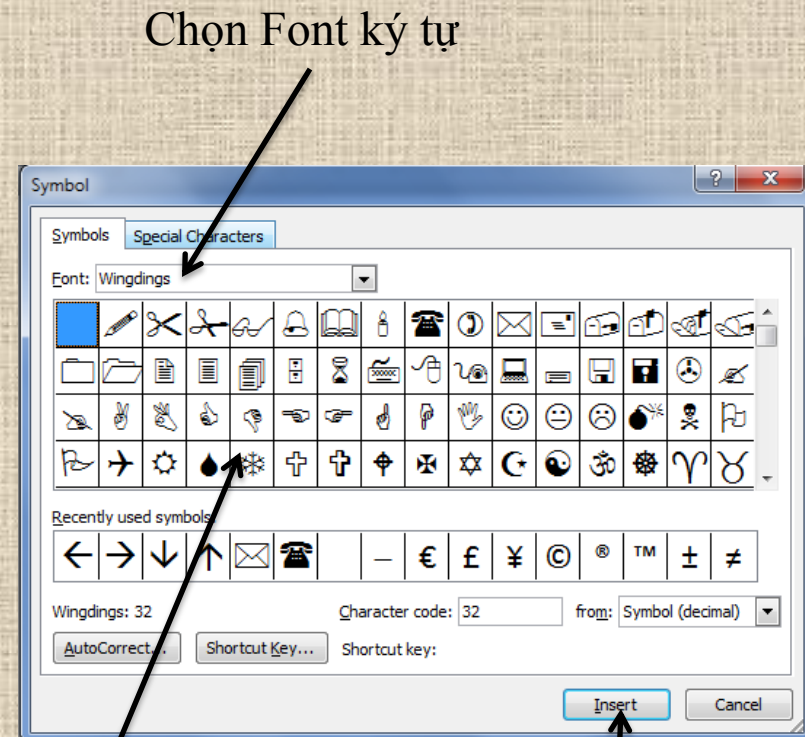 Chọn Font ký tự
Symbol
Symbols Special Characters
Font: Wingdings
Recently used symbols:
← → ↓ ↑ ✉ ☎ – € £ ¥ © ® ™ ± ≠
Wingdings: 32 Character code: 32 from: Symbol (decimal)
AutoCorrect... Shortcut Key... Shortcut key:
Insert Cancel